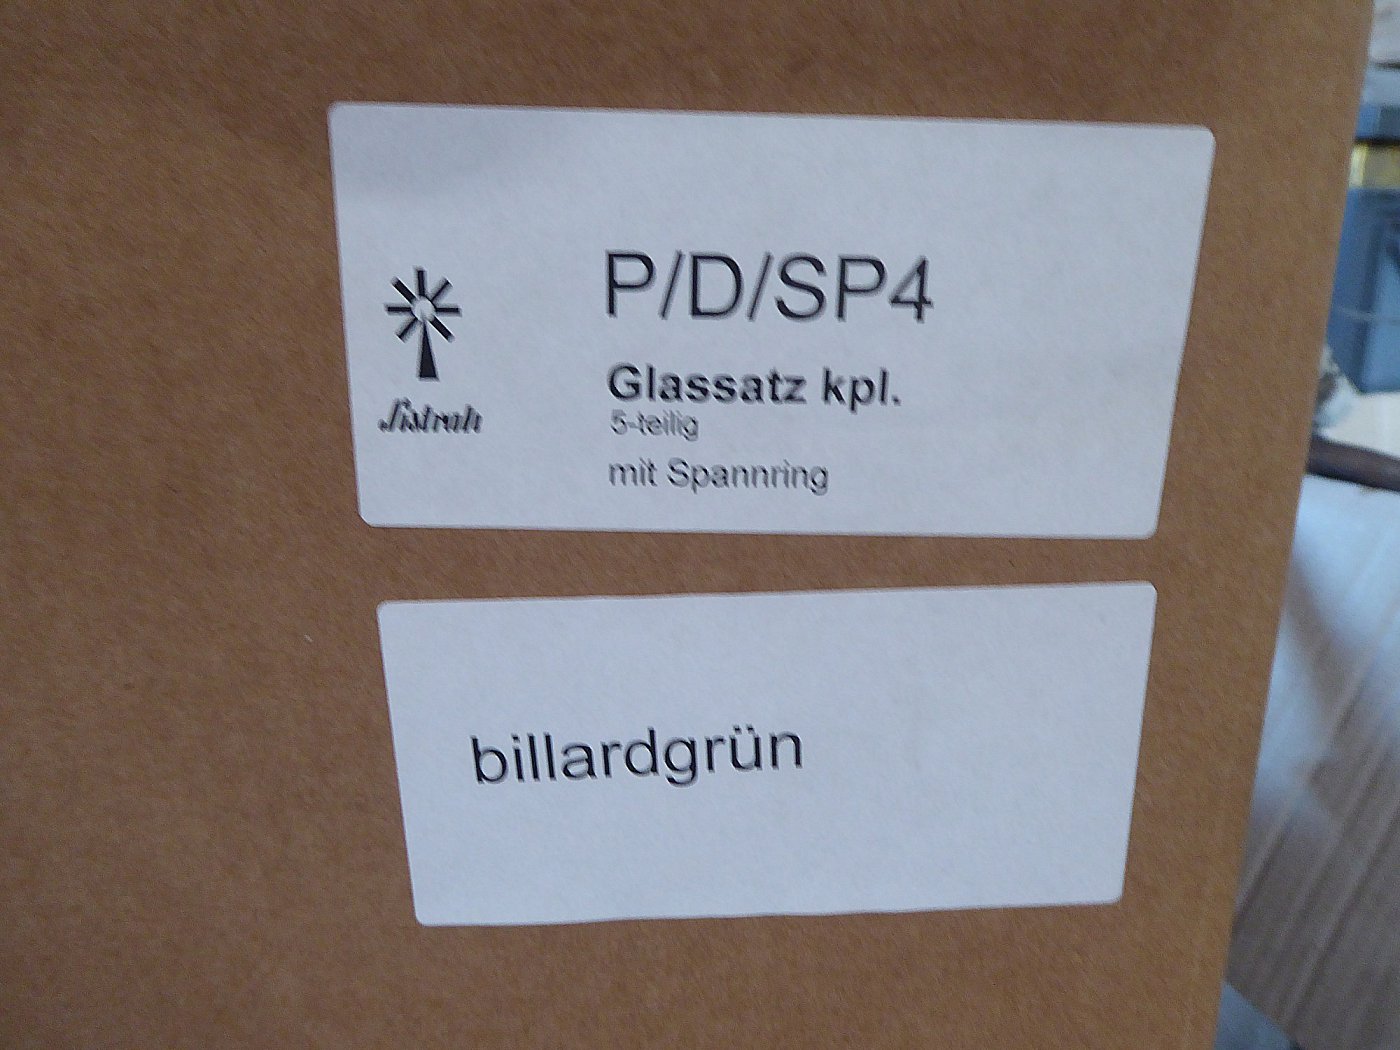 P/D/SP4
Sistrah
Glassatz kpl.
5-teilig
mit Spannring
billardgrün